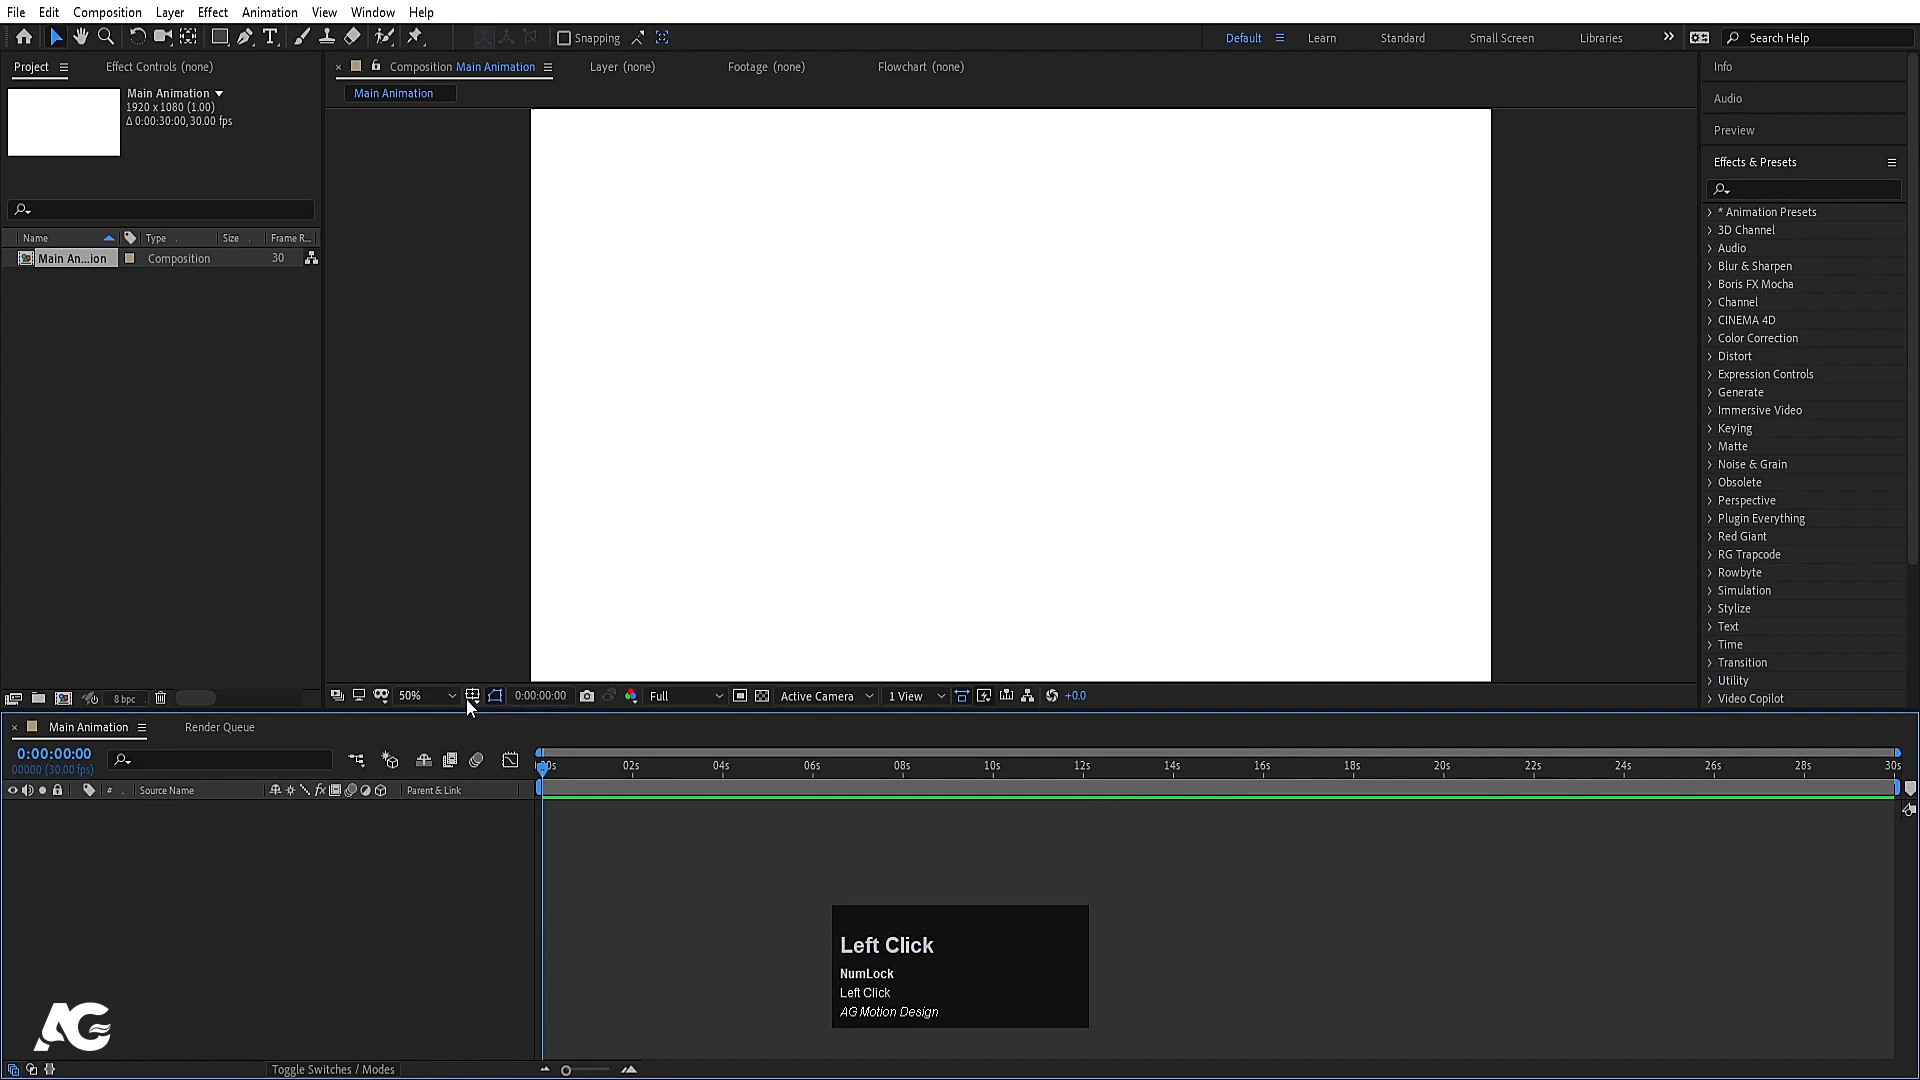 File Edit Composition Layer Effect Animation View Window Help
Snapping
Default Learn Standard Small Screen Libraries Search Help
Project Effect Controls (none)
Composition Main Animation Layer (none) Footage (none) Flowchart (none)
Main Animation
1920 x 1080 (1.00)
Δ 0:00:30:00, 30.00 fps
Main Animation
Name Type Size Frame R...
Main An...ion Composition 30
8 bpc
50% 0:00:00:00 Full Active Camera 1 View +0.0
Info
Audio
Preview
Effects & Presets
* Animation Presets
3D Channel
Audio
Blur & Sharpen
Boris FX Mocha
Channel
CINEMA 4D
Color Correction
Distort
Expression Controls
Generate
Immersive Video
Keying
Matte
Noise & Grain
Obsolete
Perspective
Plugin Everything
Red Giant
RG Trapcode
Rowbyte
Simulation
Stylize
Text
Time
Transition
Utility
Video Copilot
Main Animation Render Queue
0:00:00:00
00000 (30.00 fps)
02s 04s 06s 08s 10s 12s 14s 16s 18s 20s 22s 24s 26s 28s 30s
# Source Name fx Parent & Link
Left Click
NumLock
Left Click
AG Motion Design
AG
Toggle Switches / Modes